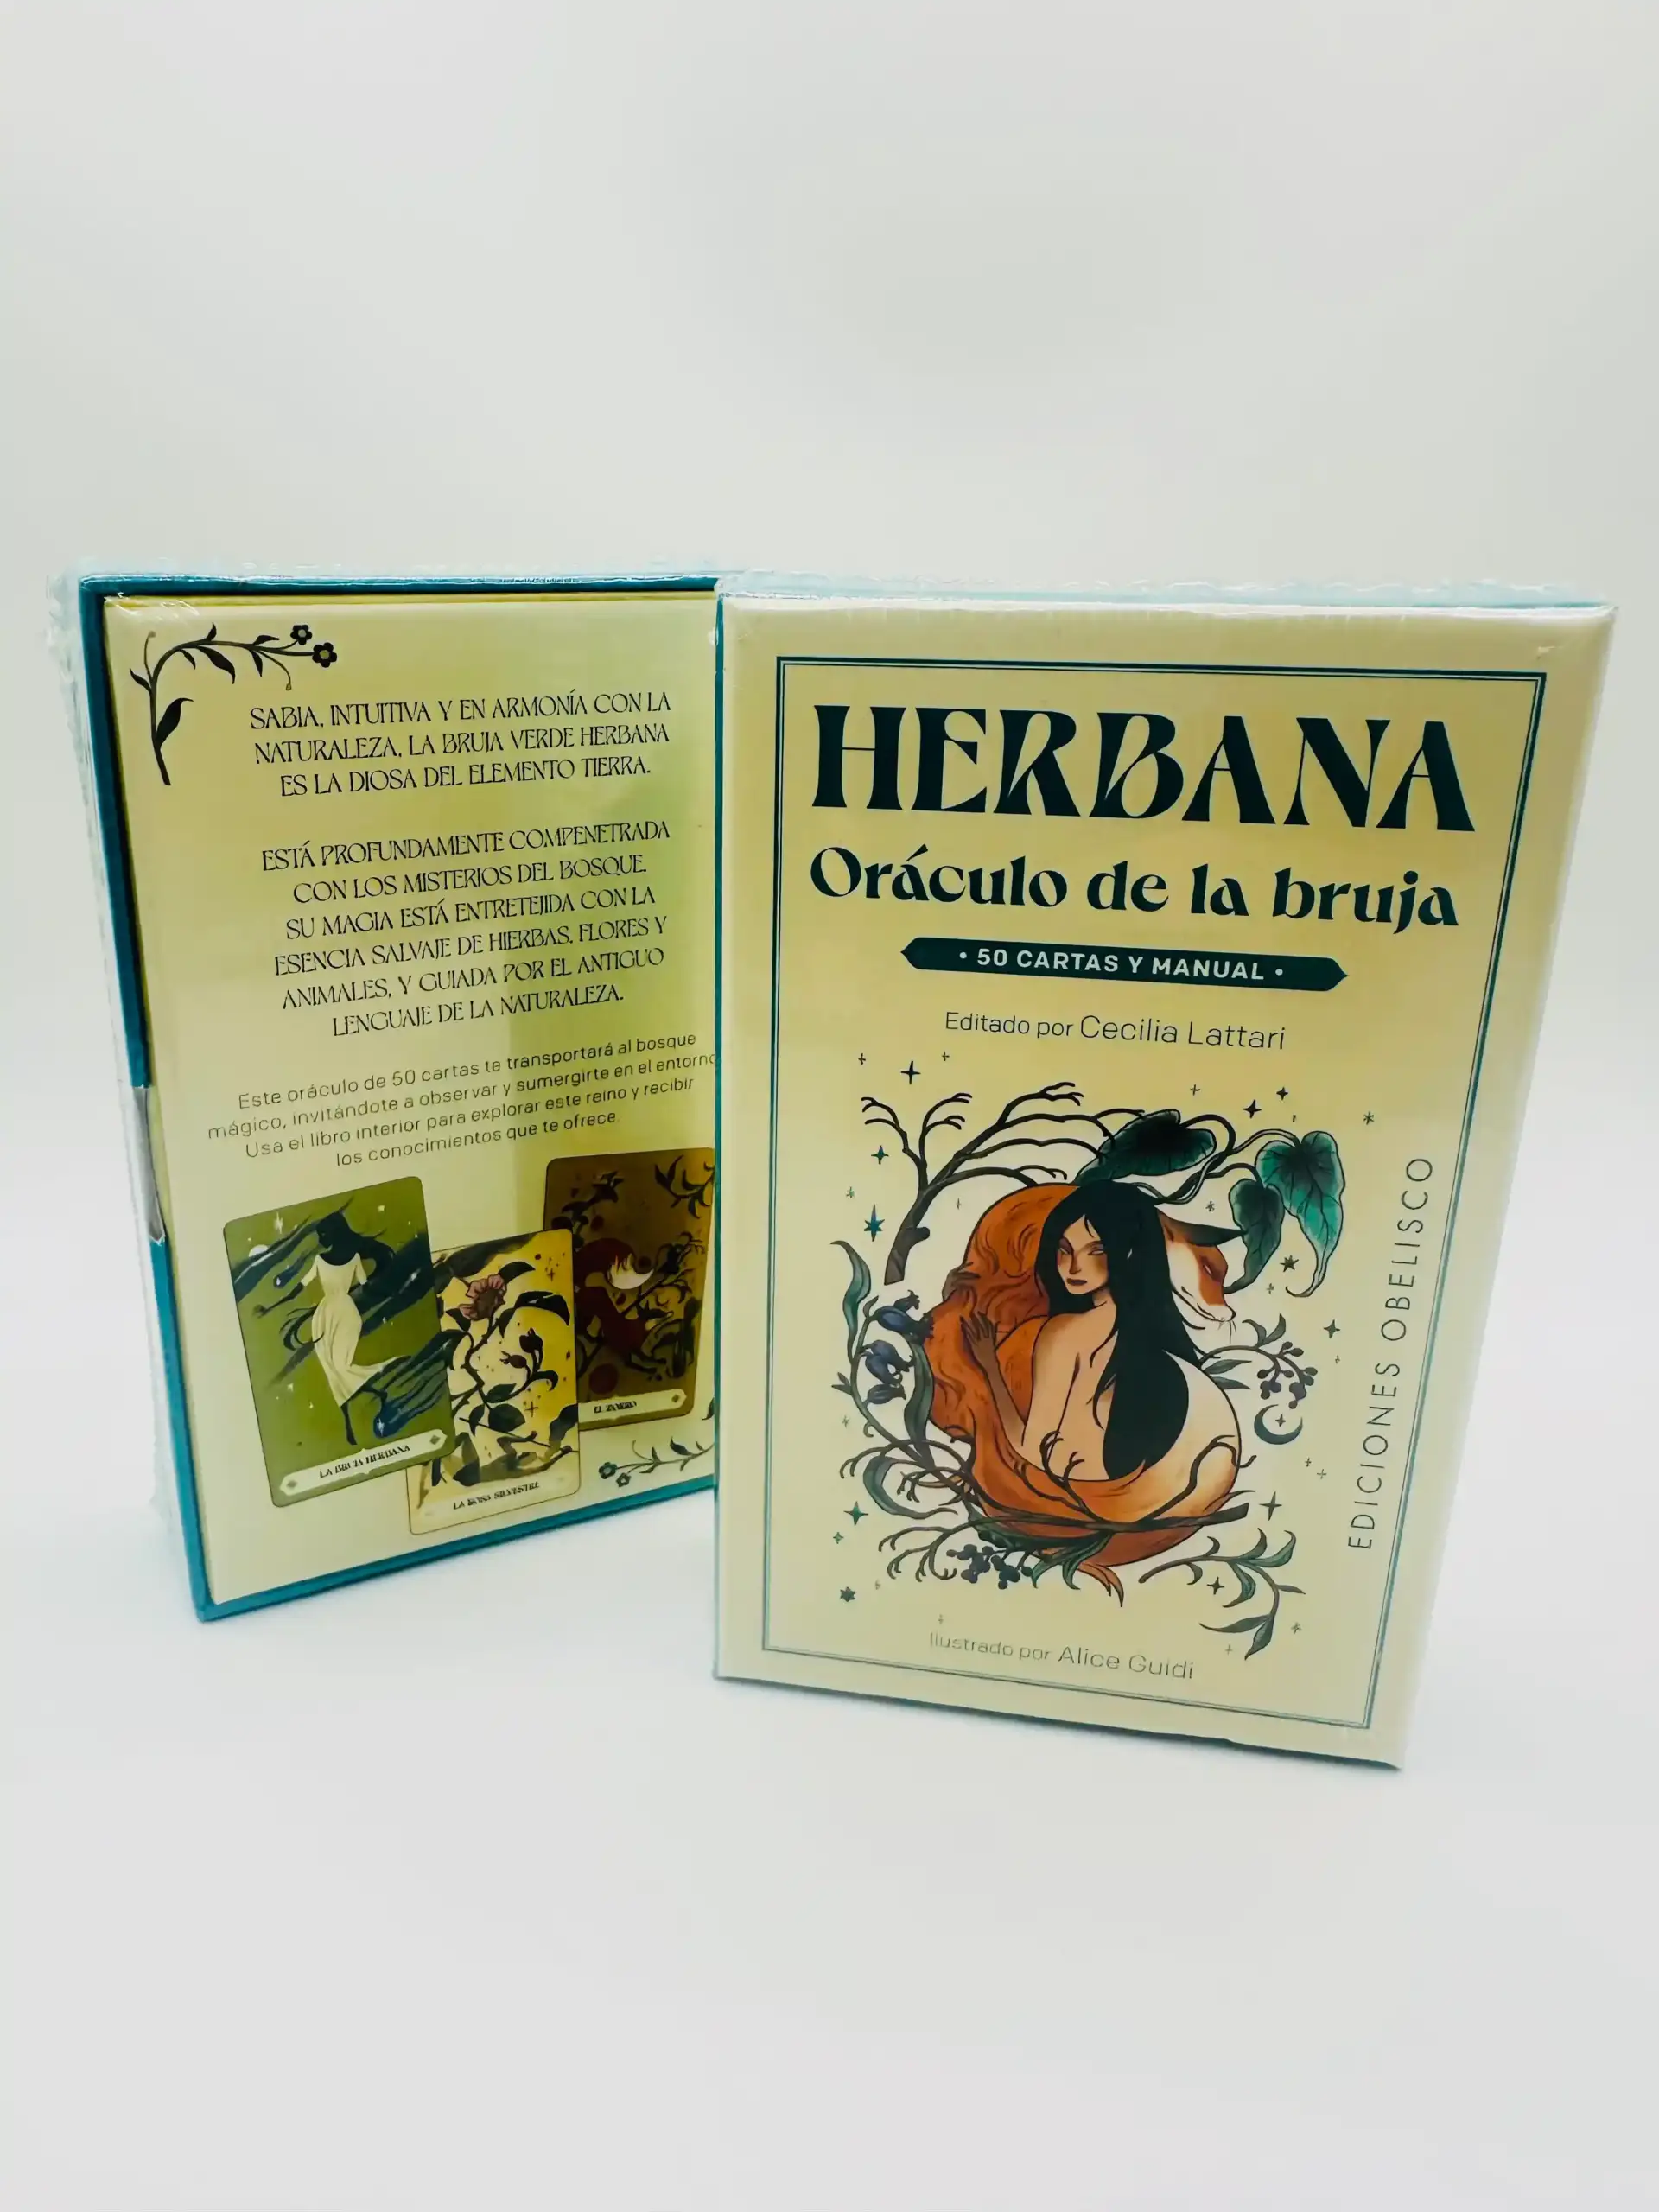 SABIA, INTUITIVA Y EN ARMONÍA CON LA
NATURALEZA, LA BRUJA VERDE HERBANA
ES LA DIOSA DEL ELEMENTO TIERRA.
ESTÁ PROFUNDAMENTE COMPENETRADA
CON LOS MISTERIOS DEL BOSQUE.
SU MAGIA ESTÁ ENTRETEJIDA CON LA
ESENCIA SALVAJE DE HIERBAS, FLORES Y
ANIMALES, Y GUIADA POR EL ANTIGUO
LENGUAJE DE LA NATURALEZA.
Este oráculo de 50 cartas te transportará al bosque
mágico, invitándote a observar y sumergirte en el entorno
Usa el libro interior para explorar este reino y recibir
los conocimientos que te ofrece.
LA BRUJA HERBANA
LA ROSA SILVESTRE
EL ZORRO
HERBANA
Oráculo de la bruja
• 50 CARTAS Y MANUAL •
Editado por Cecilia Lattari
EDICIONES OBELISCO
Ilustrado por Alice Guidi